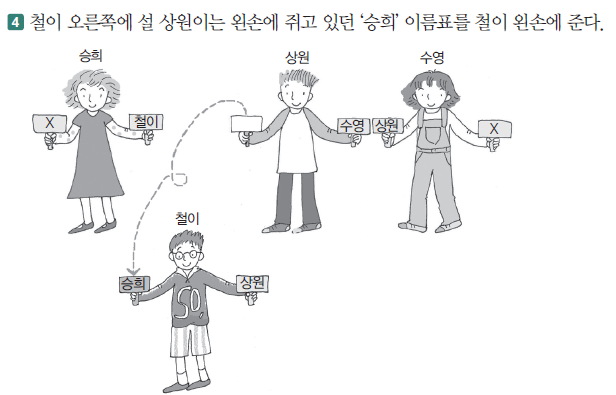 4 철이 오른쪽에 설 상원이는 왼손에 쥐고 있던 ‘승희’ 이름표를 철이 왼손에 준다.
승희 상원 수영
X 철이 수영 상원 X
철이
승희 상원
SO,